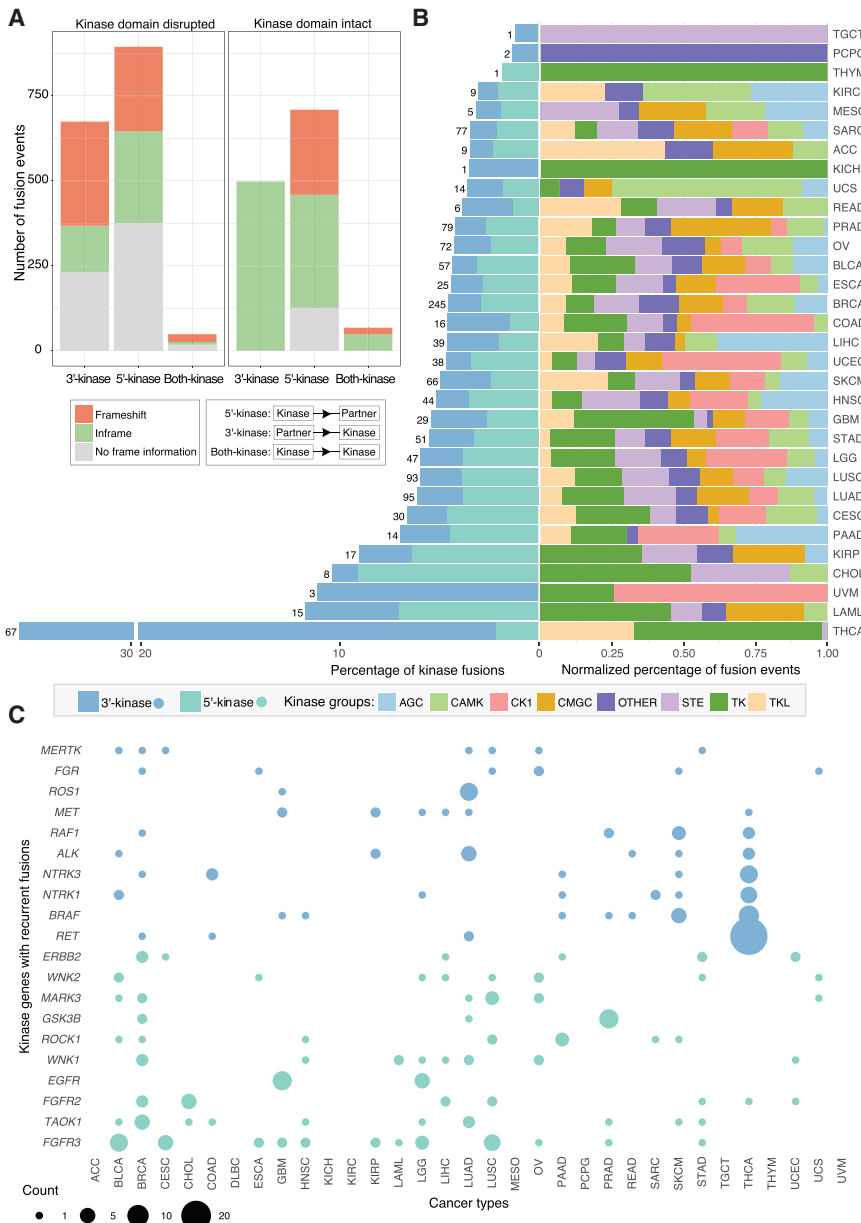 A
Kinase domain disrupted
Kinase domain intact
Number of fusion events
750
500
250
0
3'-kinase
5'-kinase
Both-kinase
3'-kinase
5'-kinase
Both-kinase
Frameshift
Inframe
No frame information
5'-kinase: Kinase Partner
3'-kinase: Partner Kinase
Both-kinase: Kinase Kinase
B
1 TGCT
2 PCPG
1 THYM
9 KIRC
5 MESO
77 SARC
9 ACC
1 KICH
14 UCS
6 READ
79 PRAD
72 OV
57 BLCA
25 ESCA
245 BRCA
16 COAD
39 LIHC
38 UCEC
66 SKCM
44 HNSC
29 GBM
51 STAD
47 LGG
93 LUSC
95 LUAD
30 CESC
14 PAAD
17 KIRP
8 CHOL
3 UVM
15 LAML
67 THCA
30 20 10 0 0.25 0.50 0.75 1.00
Percentage of kinase fusions
Normalized percentage of fusion events
3'-kinase 5'-kinase Kinase groups: AGC CAMK CK1 CMGC OTHER STE TK TKL
C
Kinase genes with recurrent fusions
MERTK
FGR
ROS1
MET
RAF1
ALK
NTRK3
NTRK1
BRAF
RET
ERBB2
WNK2
MARK3
GSK3B
ROCK1
WNK1
EGFR
FGFR2
TAOK1
FGFR3
ACC
BLCA
BRCA
CESC
CHOL
COAD
DLBC
ESCA
GBM
HNSC
KICH
KIRC
KIRP
LAML
LGG
LIHC
LUAD
LUSC
MESO
OV
PAAD
PCPG
PRAD
READ
SARC
SKCM
STAD
TGCT
THCA
THYM
UCEC
UCS
UVM
Cancer types
Count
1 5 10 20